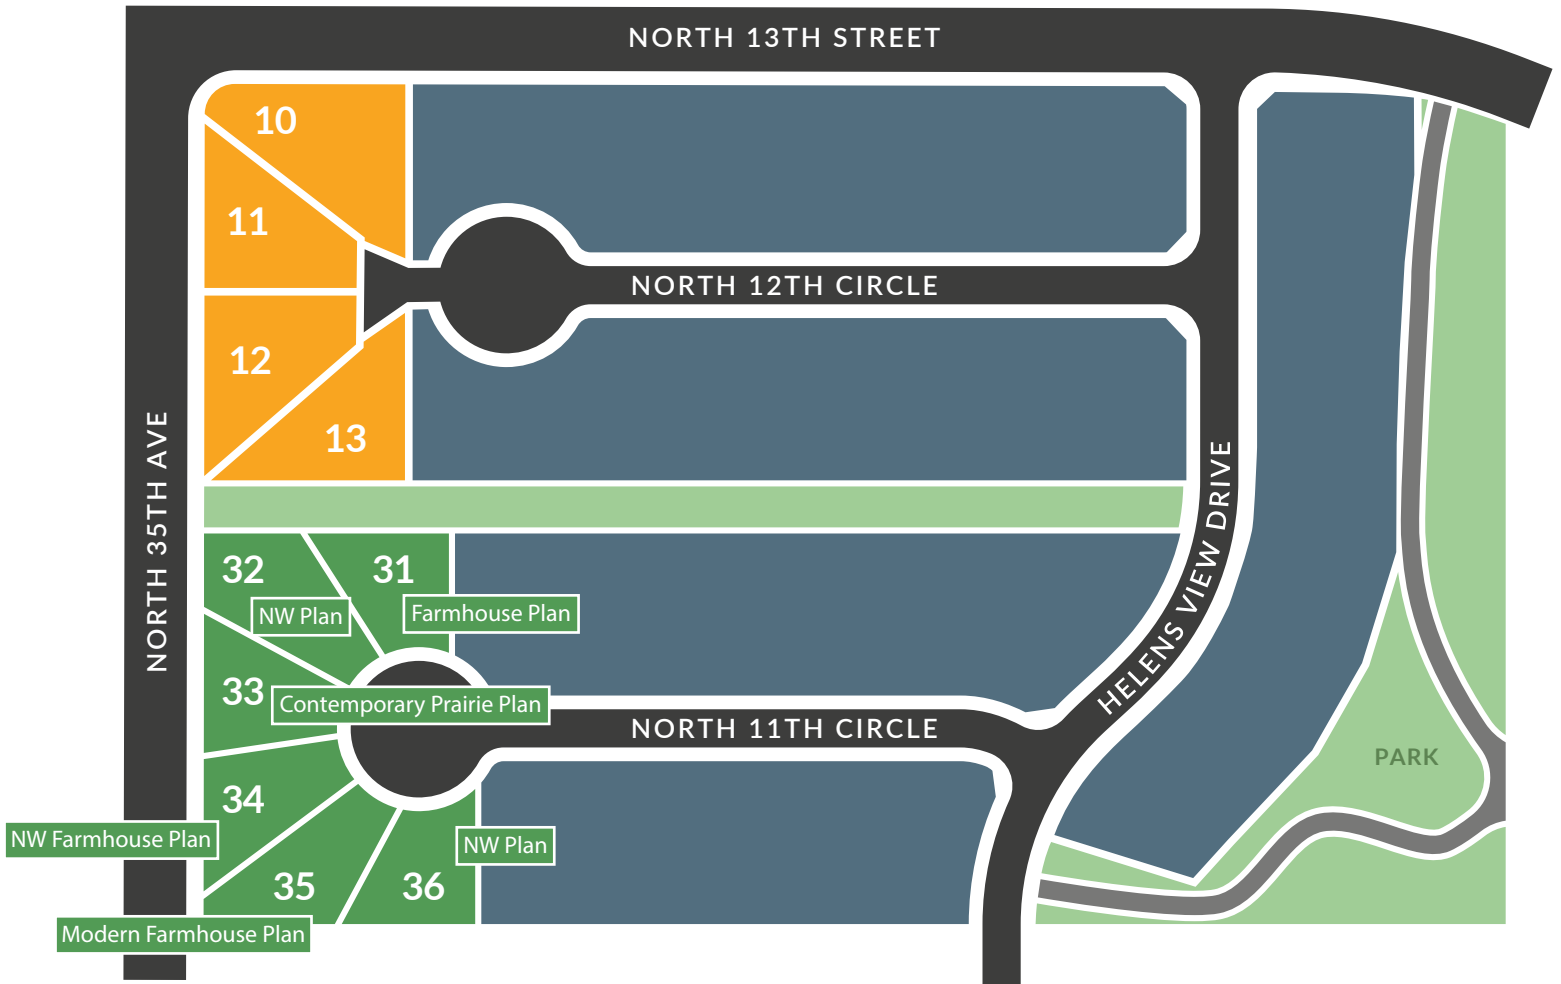 NORTH 13TH STREET
10
11
NORTH 12TH CIRCLE
12
13
NORTH 35TH AVE
HELENS VIEW DRIVE
32
31
NW Plan
Farmhouse Plan
33
Contemporary Prairie Plan
NORTH 11TH CIRCLE
PARK
34
NW Farmhouse Plan
NW Plan
35
36
Modern Farmhouse Plan